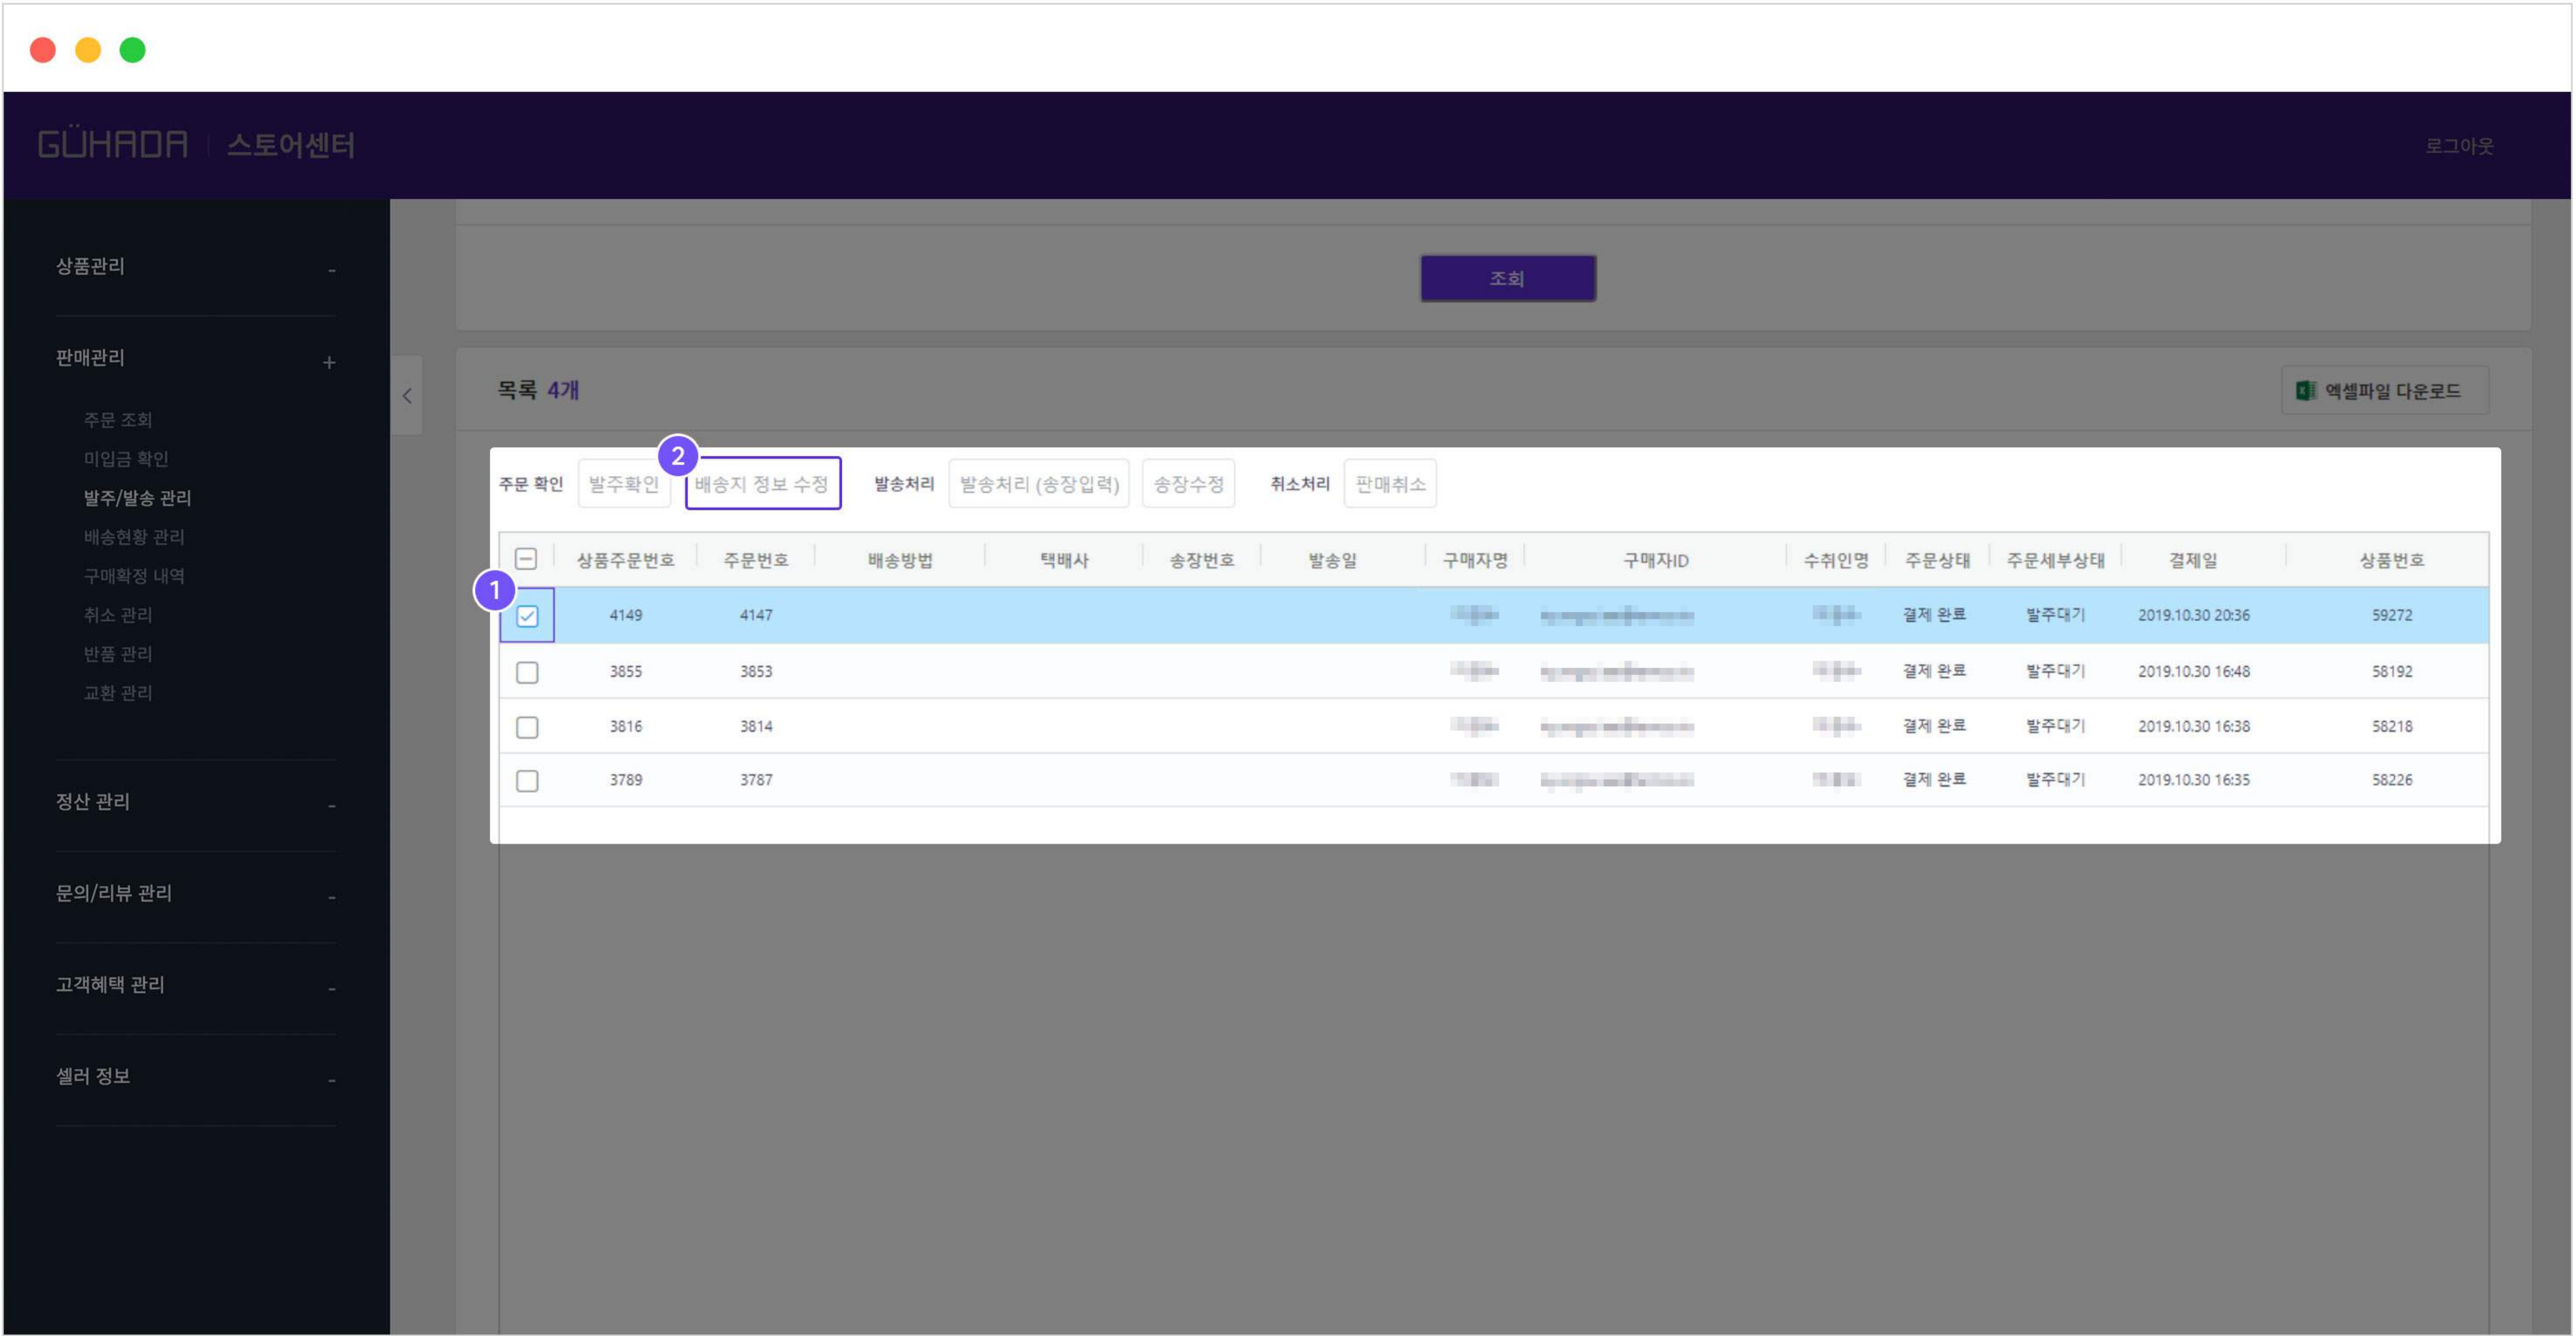 GÜHADA 스토어센터
로그아웃
상품관리 -
판매관리 +
주문 조회
미입금 확인
발주/발송 관리
배송현황 관리
구매확정 내역
취소 관리
반품 관리
교환 관리
정산 관리 -
문의/리뷰 관리 -
고객혜택 관리 -
셀러 정보 -
조회
목록 4개
엑셀파일 다운로드
2
주문 확인 발주확인 배송지 정보 수정 발송처리 발송처리 (송장입력) 송장수정 취소처리 판매취소
상품주문번호 주문번호 배송방법 택배사 송장번호 발송일 구매자명 구매자ID 수취인명 주문상태 주문세부상태 결제일 상품번호
1
4149 4147 결제 완료 발주대기 2019.10.30 20:36 59272
3855 3853 결제 완료 발주대기 2019.10.30 16:48 58192
3816 3814 결제 완료 발주대기 2019.10.30 16:38 58218
3789 3787 결제 완료 발주대기 2019.10.30 16:35 58226